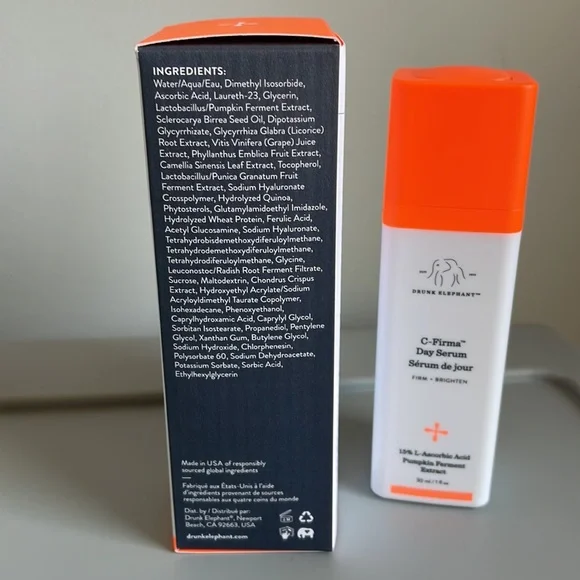 INGREDIENTS:
Water/Aqua/Eau, Dimethyl Isosorbide,
Ascorbic Acid, Laureth-23, Glycerin,
Lactobacillus/Pumpkin Ferment Extract,
Sclerocarya Birrea Seed Oil, Dipotassium
Glycyrrhizate, Glycyrrhiza Glabra (Licorice)
Root Extract, Vitis Vinifera (Grape) Juice
Extract, Phyllanthus Emblica Fruit Extract,
Camellia Sinensis Leaf Extract, Tocopherol,
Lactobacillus/Punica Granatum Fruit
Ferment Extract, Sodium Hyaluronate
Crosspolymer, Hydrolyzed Quinoa,
Phytosterols, Glutamylamidoethyl Imidazole,
Hydrolyzed Wheat Protein, Ferulic Acid,
Acetyl Glucosamine, Sodium Hyaluronate,
Tetrahydrobisdemethoxydiferuloylmethane,
Tetrahydrodemethoxydiferuloylmethane,
Tetrahydrodiferuloylmethane, Glycine,
Leuconostoc/Radish Root Ferment Filtrate,
Sucrose, Maltodextrin, Chondrus Crispus
Extract, Hydroxyethyl Acrylate/Sodium
Acryloyldimethyl Taurate Copolymer,
Isohexadecane, Phenoxyethanol,
Caprylhydroxamic Acid, Caprylyl Glycol,
Sorbitan Isostearate, Propanediol, Pentylene
Glycol, Xanthan Gum, Butylene Glycol,
Sodium Hydroxide, Chlorphenesin,
Polysorbate 60, Sodium Dehydroacetate,
Potassium Sorbate, Sorbic Acid,
Ethylhexylglycerin
Made in USA of responsibly
sourced global ingredients
Fabriqué aux États-Unis à l'aide
d'ingrédients provenant de sources
responsables aux quatre coins du monde
Dist. by / Distribué par:
Drunk Elephant®, Newport
Beach, CA 92663, USA
drunkelephant.com
DRUNK ELEPHANT™
C-Firma™
Day Serum
Sérum de jour
FIRM + BRIGHTEN
15% L-Ascorbic Acid
Pumpkin Ferment
Extract
30 ml / 1 fl oz